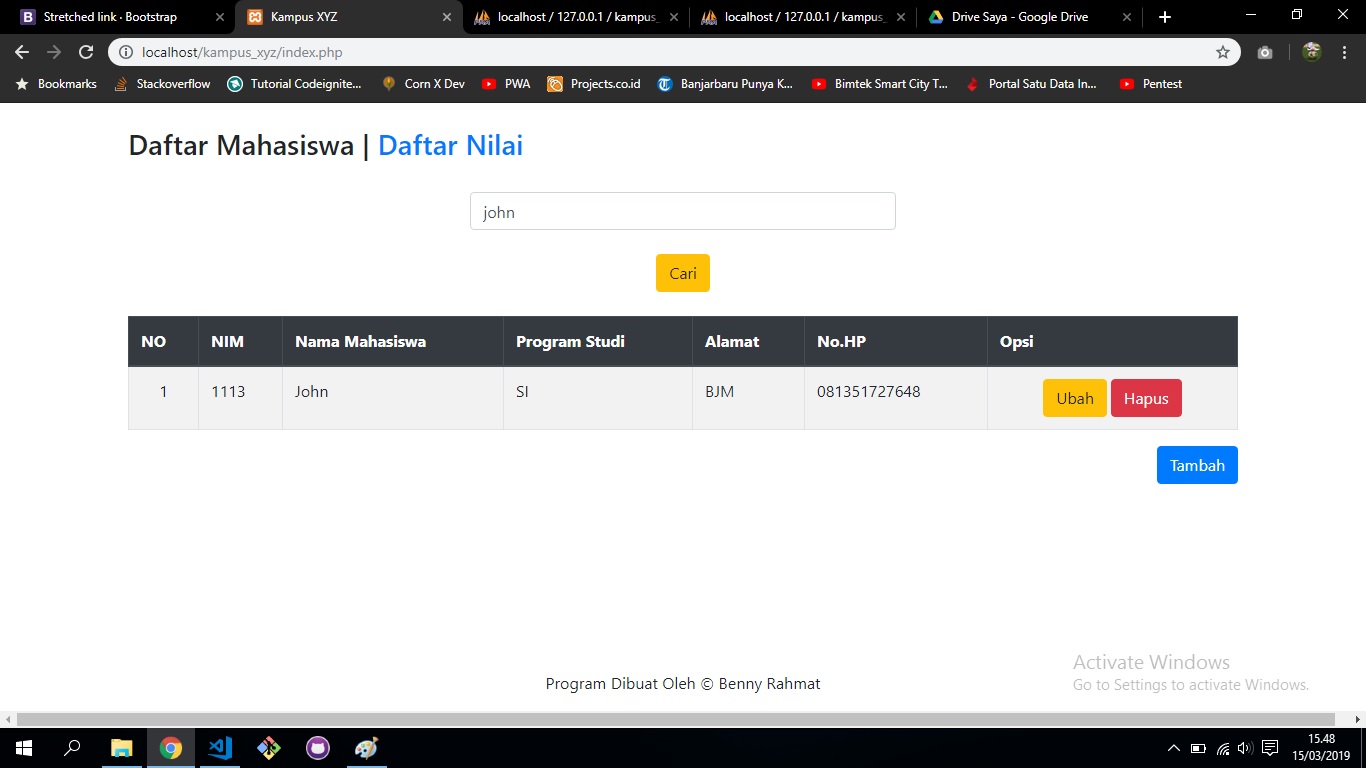 Stretched link · Bootstrap
Kampus XYZ
localhost / 127.0.0.1 / kampus_
localhost / 127.0.0.1 / kampus_
Drive Saya - Google Drive
localhost/kampus_xyz/index.php
Bookmarks
Stackoverflow
Tutorial Codeignite...
Corn X Dev
PWA
Projects.co.id
Banjarbaru Punya K...
Bimtek Smart City T...
Portal Satu Data In...
Pentest
Daftar Mahasiswa | Daftar Nilai
john
Cari
NO NIM Nama Mahasiswa Program Studi Alamat No.HP Opsi
1 1113 John SI BJM 081351727648 Ubah Hapus
Tambah
Activate Windows
Go to Settings to activate Windows.
Program Dibuat Oleh © Benny Rahmat
15.48
15/03/2019